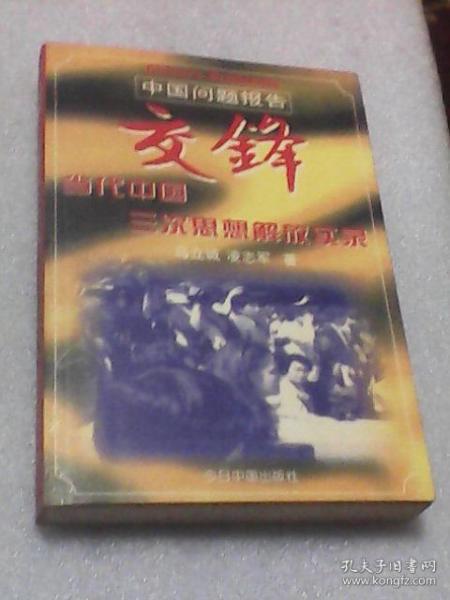 中国问题报告
交鋒
当代中国
三次思想解放实录
马立诚 凌志军 著
今日中国出版社
孔夫子旧书网
www.kongfz.com